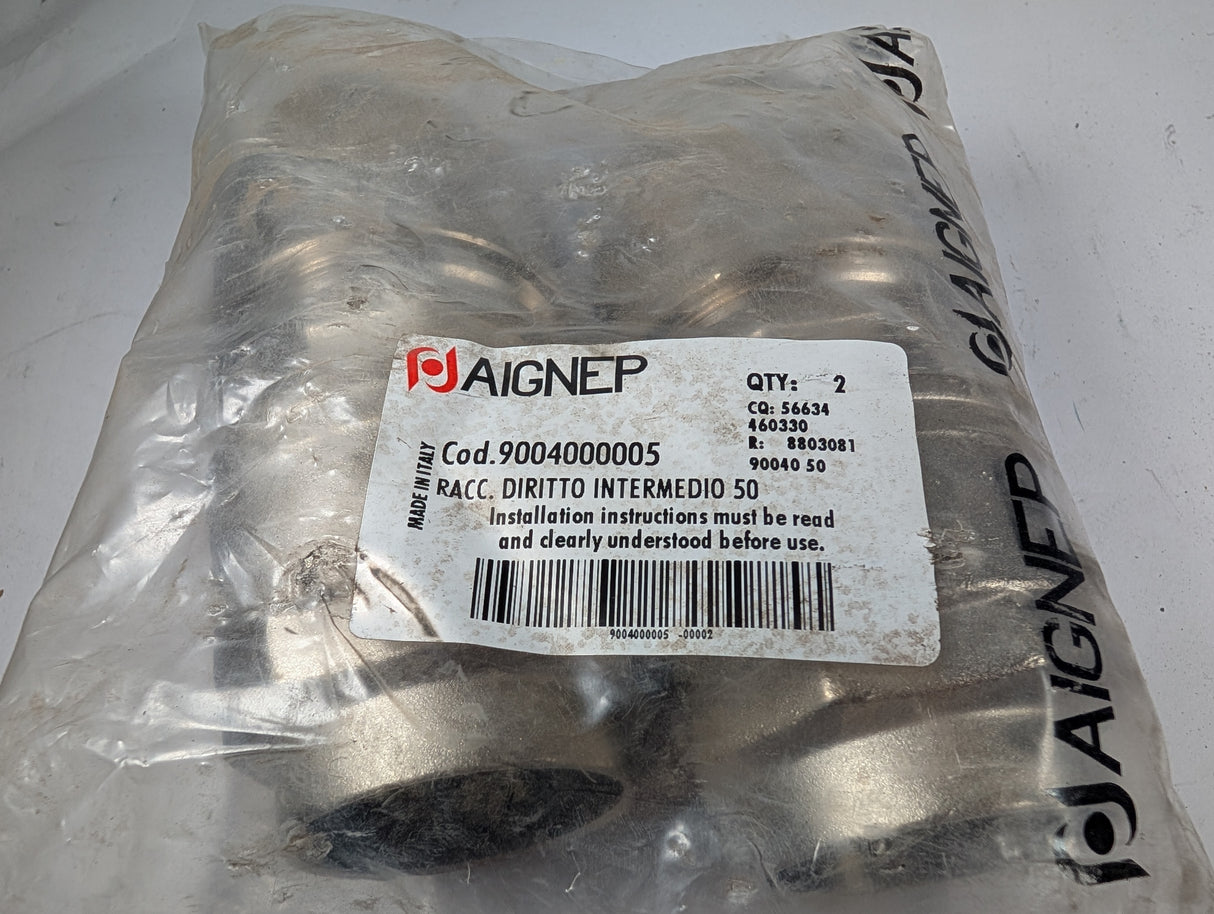 AIGNEP
QTY: 2
CQ: 56634
460330
R: 8803081
90040 50
Cod.9004000005
MADE IN ITALY
RACC. DIRITTO INTERMEDIO 50
Installation instructions must be read
and clearly understood before use.
9004000005 -00002
AIGNEP
AIGNEP